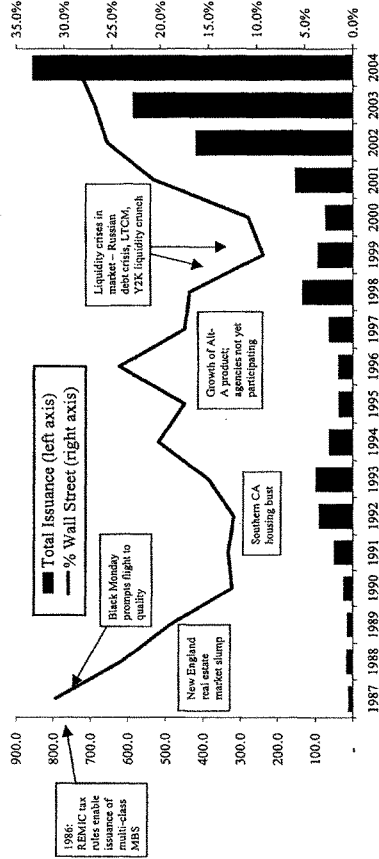 1986:
REMIC tax
rules enable
issuance of
multi-class
MBS
900.0
800.0
700.0
600.0
500.0
400.0
300.0
200.0
100.0
-
Black Monday
prompts flight to
quality
New England
real estate
market slump
Total Issuance (left axis)
% Wall Street (right axis)
Southern CA
housing bust
Growth of Alt-
A product;
agencies not yet
participating
Liquidity crises in
market – Russian
debt crisis, LTCM,
Y2K liquidity crunch
35.0%
30.0%
25.0%
20.0%
15.0%
10.0%
5.0%
0.0%
1987 1988 1989 1990 1991 1992 1993 1994 1995 1996 1997 1998 1999 2000 2001 2002 2003 2004